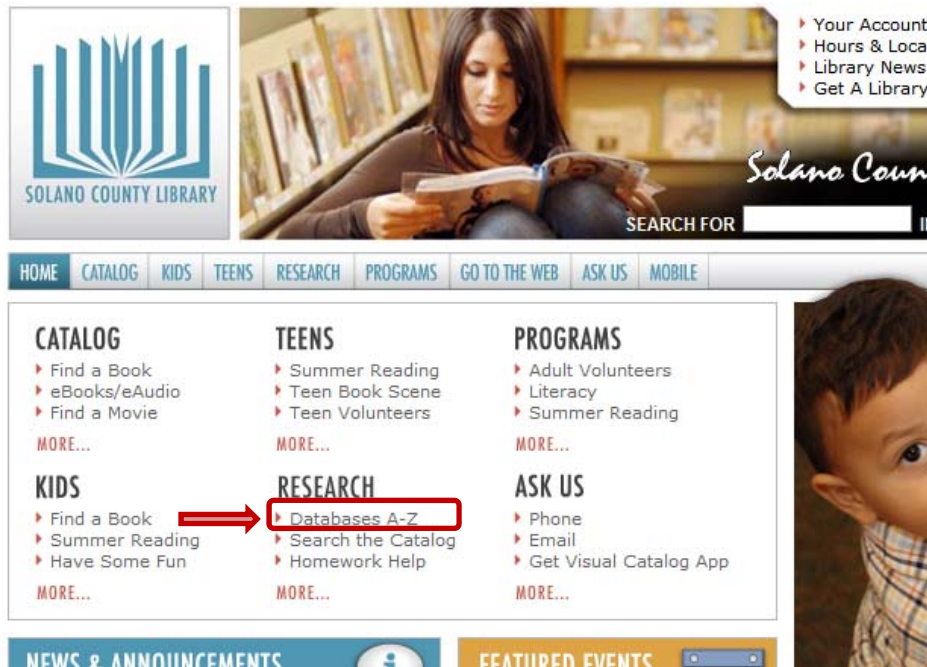 Your Account
Hours & Loca
Library News
Get A Library
SOLANO COUNTY LIBRARY
Solano Coun
SEARCH FOR
HOME CATALOG KIDS TEENS RESEARCH PROGRAMS GO TO THE WEB ASK US MOBILE
CATALOG
Find a Book
eBooks/eAudio
Find a Movie
MORE...
TEENS
Summer Reading
Teen Book Scene
Teen Volunteers
MORE...
PROGRAMS
Adult Volunteers
Literacy
Summer Reading
MORE...
KIDS
Find a Book
Summer Reading
Have Some Fun
MORE...
RESEARCH
Databases A-Z
Search the Catalog
Homework Help
MORE...
ASK US
Phone
Email
Get Visual Catalog App
MORE...
NEWS & ANNOUNCEMENTS
FEATURED EVENTS